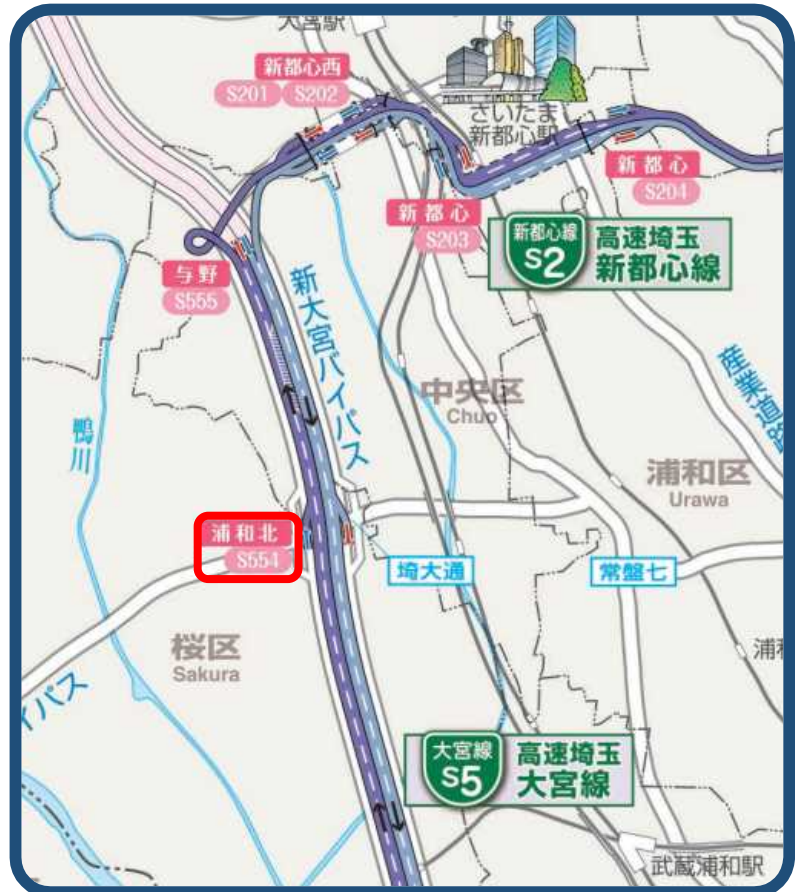 大宮駅
新都心西
S201 S202
さいたま
新都心駅
新都心
S204
新都心
S203
新都心線
S2
高速埼玉
新都心線
与野
S555
新大宮バイパス
中央区
Chuo
産業道路
鴨川
浦和区
Urawa
浦和北
S554
埼大通
常盤七
桜区
Sakura
浦和
イパス
大宮線
S5
高速埼玉
大宮線
武蔵浦和駅